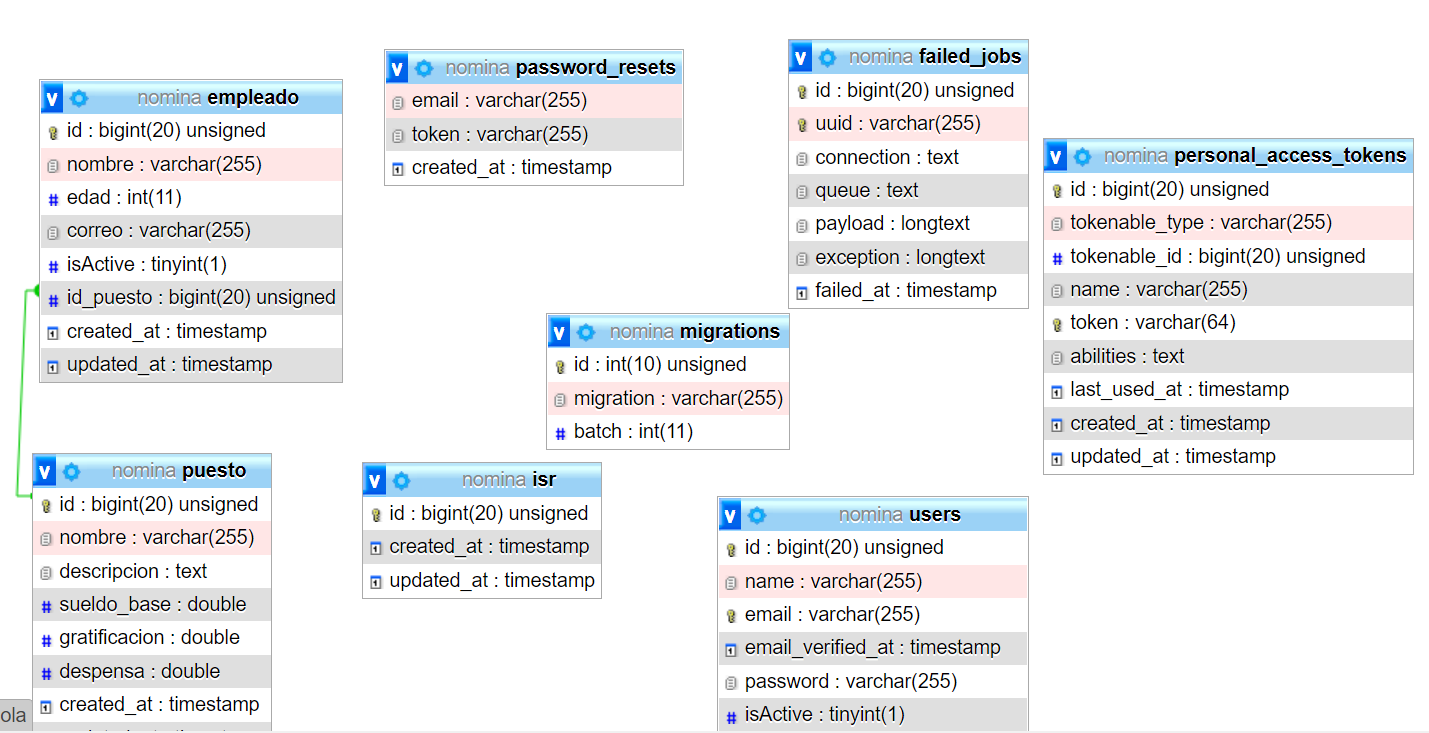 nomina empleado
id : bigint(20) unsigned
nombre : varchar(255)
edad : int(11)
correo : varchar(255)
isActive : tinyint(1)
id_puesto : bigint(20) unsigned
created_at : timestamp
updated_at : timestamp
nomina password_resets
email : varchar(255)
token : varchar(255)
created_at : timestamp
nomina failed_jobs
id : bigint(20) unsigned
uuid : varchar(255)
connection : text
queue : text
payload : longtext
exception : longtext
failed_at : timestamp
nomina personal_access_tokens
id : bigint(20) unsigned
tokenable_type : varchar(255)
tokenable_id : bigint(20) unsigned
name : varchar(255)
token : varchar(64)
abilities : text
last_used_at : timestamp
created_at : timestamp
updated_at : timestamp
nomina migrations
id : int(10) unsigned
migration : varchar(255)
batch : int(11)
nomina puesto
id : bigint(20) unsigned
nombre : varchar(255)
descripcion : text
sueldo_base : double
gratificacion : double
despensa : double
created_at : timestamp
nomina isr
id : bigint(20) unsigned
created_at : timestamp
updated_at : timestamp
nomina users
id : bigint(20) unsigned
name : varchar(255)
email : varchar(255)
email_verified_at : timestamp
password : varchar(255)
isActive : tinyint(1)
ola